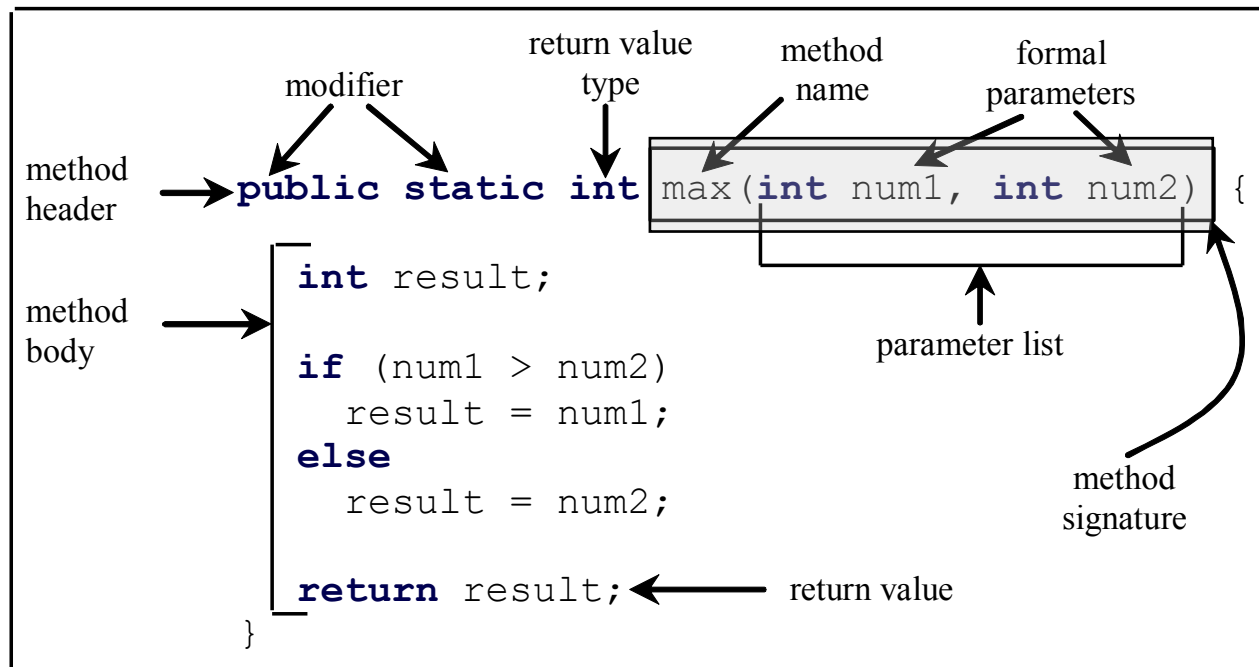 return value
type
method
name
formal
parameters
modifier
method
header
public static int max(int num1, int num2) {
int result;
method
body
parameter list
if (num1 > num2)
result = num1;
else
result = num2;
method
signature
return result;
return value
}